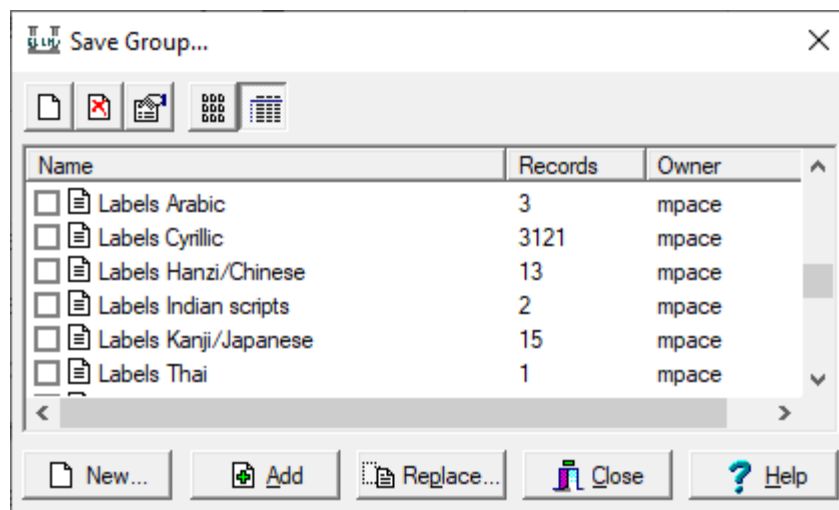 Save Group...
Name Records Owner
Labels Arabic 3 mpace
Labels Cyrillic 3121 mpace
Labels Hanzi/Chinese 13 mpace
Labels Indian scripts 2 mpace
Labels Kanji/Japanese 15 mpace
Labels Thai 1 mpace
New... Add Replace... Close Help